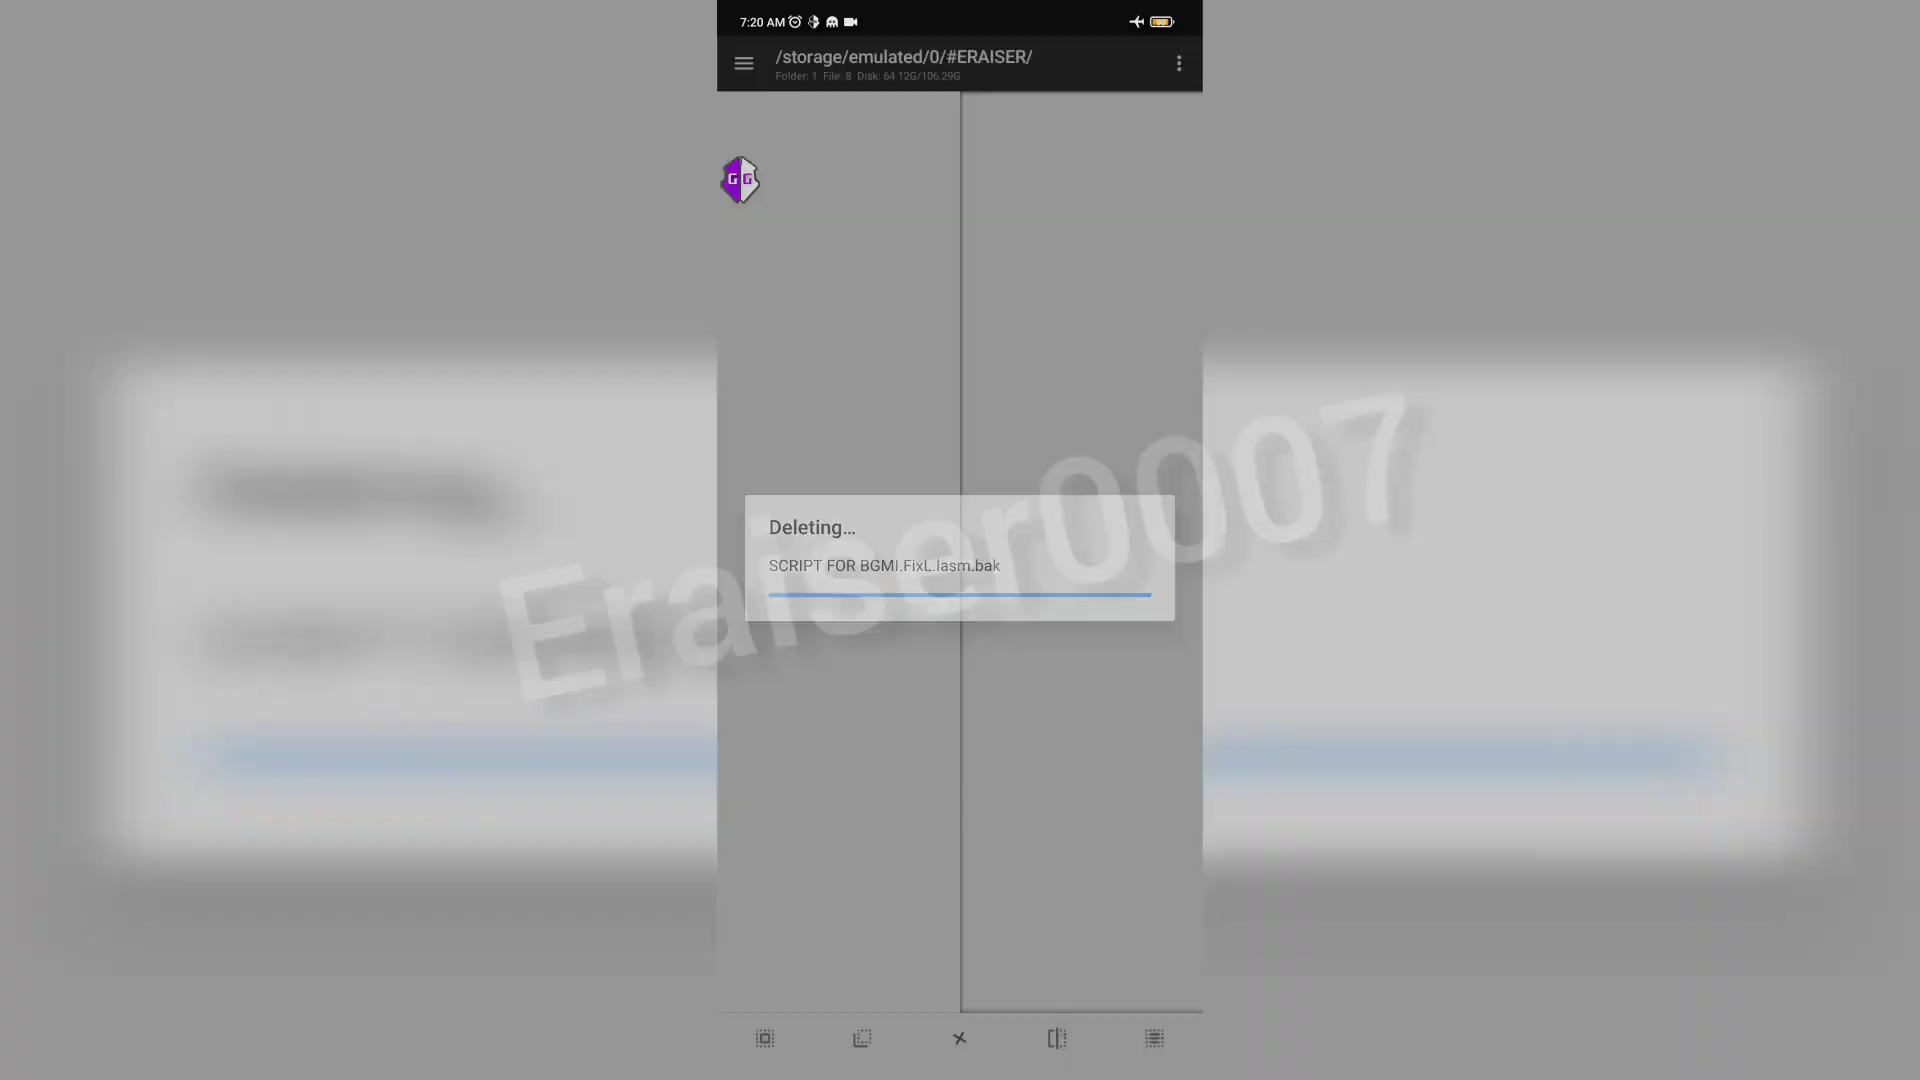 7:20 AM
/storage/emulated/0/#ERAISER/
Folder: 1 File: 8 Disk: 64.12G/106.29G
GG
Deleting...
SCRIPT FOR BGMI.FixL.lasm.bak
Eraiser0007